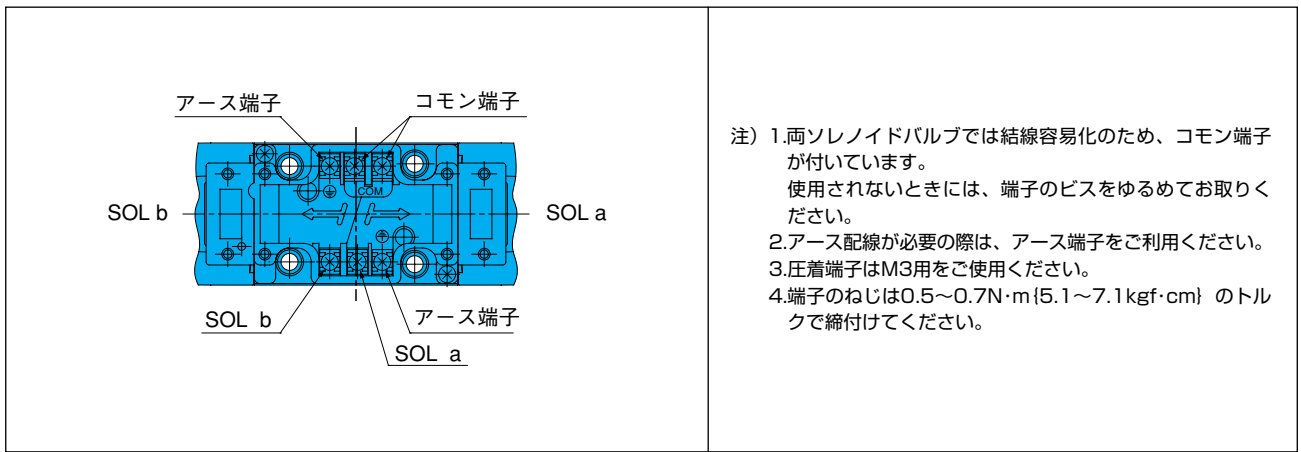 アース端子
コモン端子
COM
SOL b
SOL a
SOL b
アース端子
SOL a
注）1.両ソレノイドバルブでは結線容易化のため、コモン端子
が付いています。
使用されないときには、端子のビスをゆるめてお取りく
ださい。
2.アース配線が必要の際は、アース端子をご利用ください。
3.圧着端子はM3用をご使用ください。
4.端子のねじは0.5〜0.7N·m{5.1〜7.1kgf·cm} のトル
クで締付けてください。